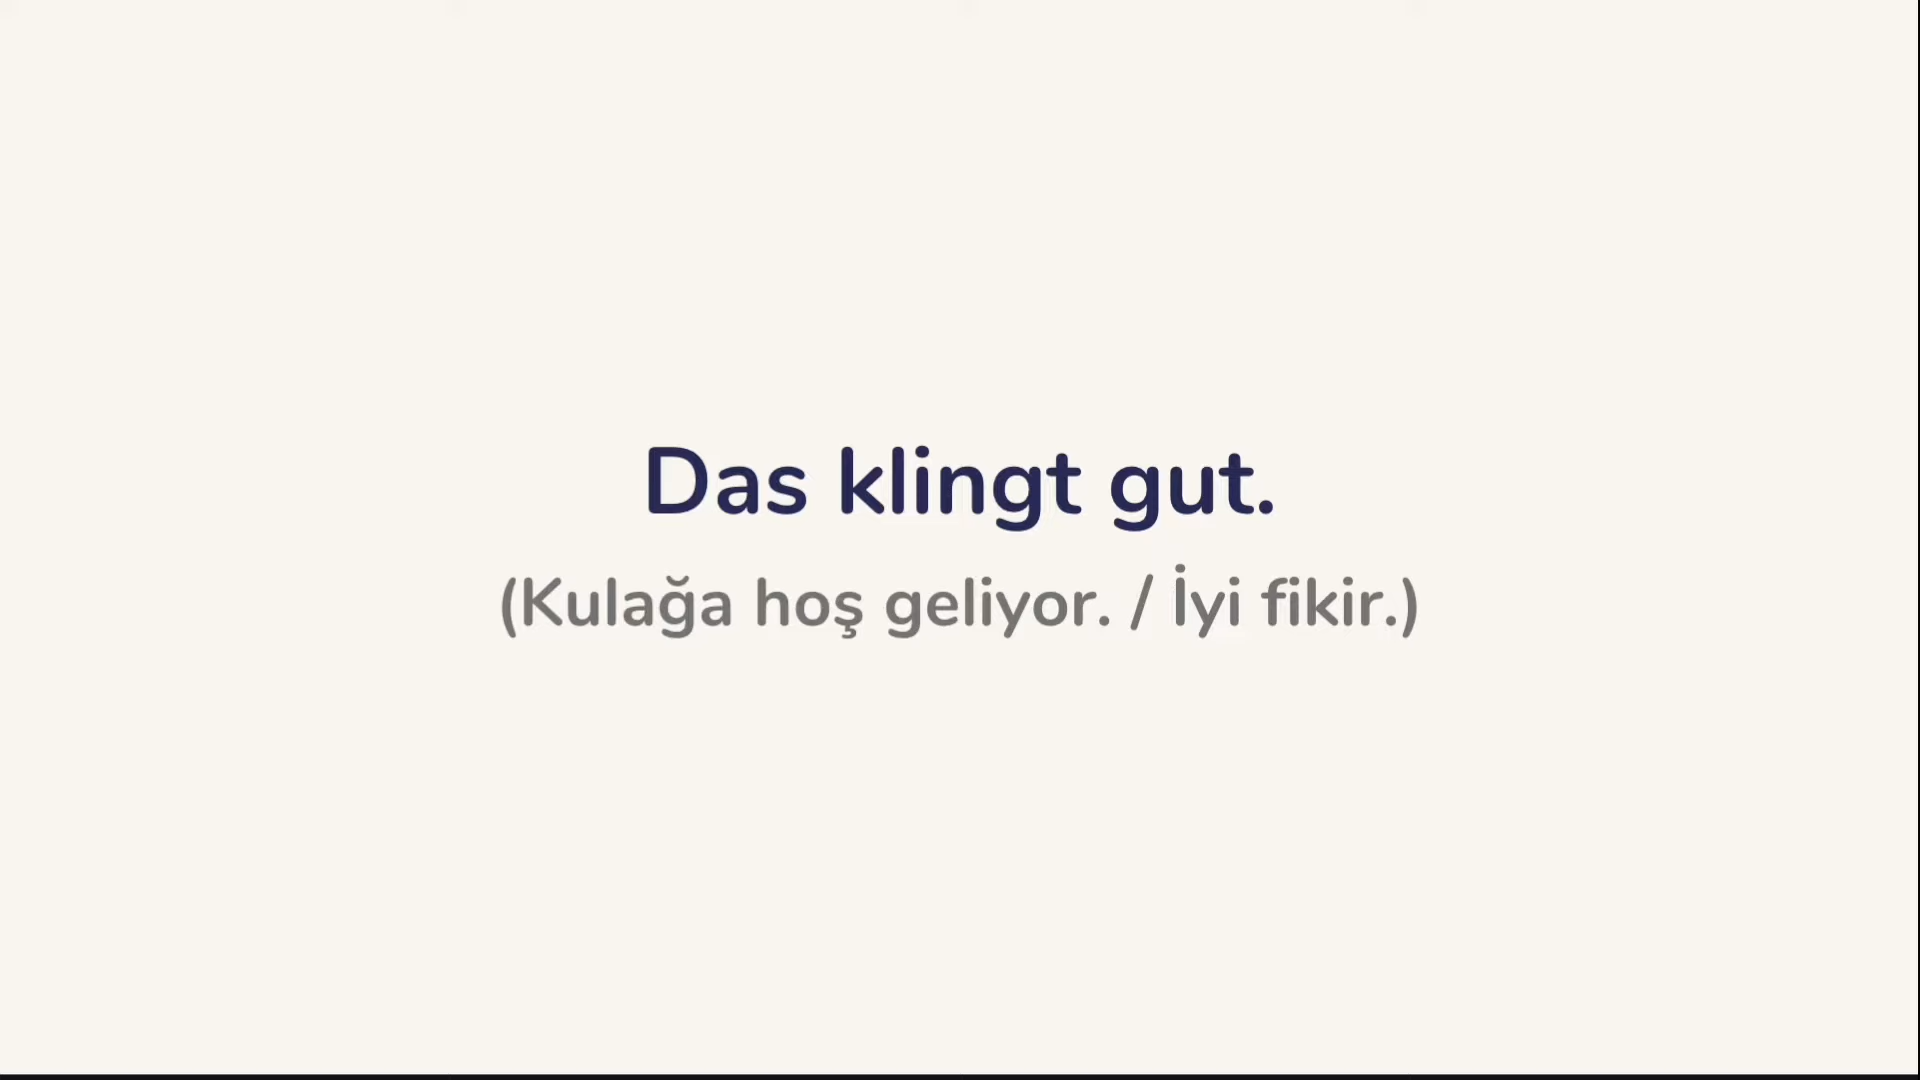 Das klingt gut.
(Kulağa hoş geliyor. / İyi fikir.)